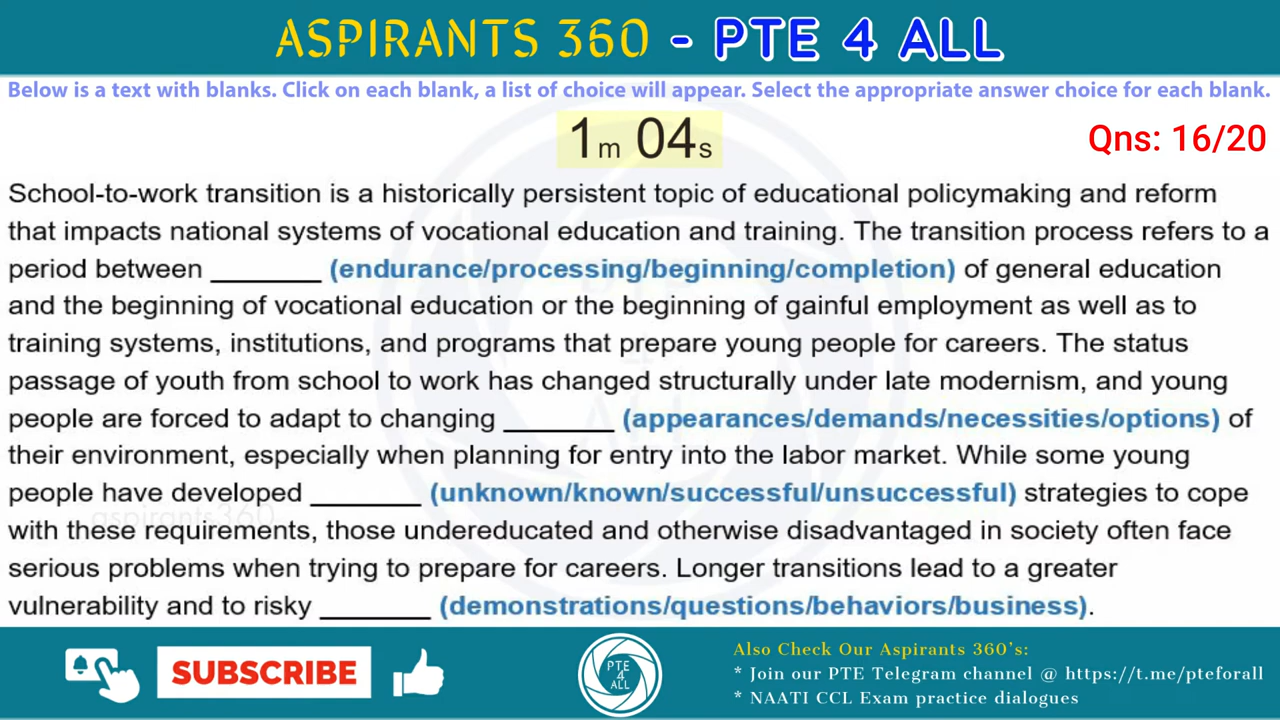 ASPIRANTS 360 - PTE 4 ALL
Below is a text with blanks. Click on each blank, a list of choice will appear. Select the appropriate answer choice for each blank.
1m 04s
Qns: 16/20
School-to-work transition is a historically persistent topic of educational policymaking and reform
that impacts national systems of vocational education and training. The transition process refers to a
period between _______ (endurance/processing/beginning/completion) of general education
and the beginning of vocational education or the beginning of gainful employment as well as to
training systems, institutions, and programs that prepare young people for careers. The status
passage of youth from school to work has changed structurally under late modernism, and young
people are forced to adapt to changing _______ (appearances/demands/necessities/options) of
their environment, especially when planning for entry into the labor market. While some young
people have developed _______ (unknown/known/successful/unsuccessful) strategies to cope
aspirants360
with these requirements, those undereducated and otherwise disadvantaged in society often face
serious problems when trying to prepare for careers. Longer transitions lead to a greater
vulnerability and to risky _______ (demonstrations/questions/behaviors/business).
SUBSCRIBE
PTE
4
ALL
Also Check Our Aspirants 360's:
* Join our PTE Telegram channel @ https://t.me/pteforall
* NAATI CCL Exam practice dialogues